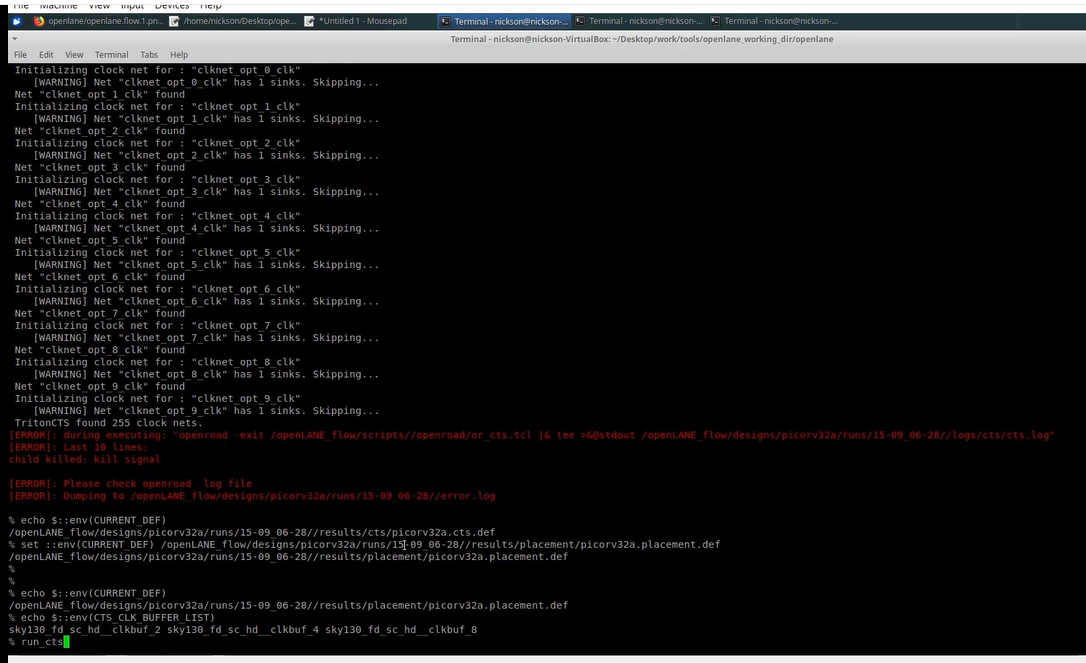 File Machine View Input Devices Help
openlane/openlane.flow.1.pn...
/home/nickson/Desktop/ope...
*Untitled 1 - Mousepad
Terminal - nickson@nickson-...
Terminal - nickson@nickson-...
Terminal - nickson@nickson-...
Terminal - nickson@nickson-VirtualBox: ~/Desktop/work/tools/openlane_working_dir/openlane
File Edit View Terminal Tabs Help
Initializing clock net for : "clknet_opt_0_clk"
[WARNING] Net "clknet_opt_0_clk" has 1 sinks. Skipping...
Net "clknet_opt_1_clk" found
Initializing clock net for : "clknet_opt_1_clk"
[WARNING] Net "clknet_opt_1_clk" has 1 sinks. Skipping...
Net "clknet_opt_2_clk" found
Initializing clock net for : "clknet_opt_2_clk"
[WARNING] Net "clknet_opt_2_clk" has 1 sinks. Skipping...
Net "clknet_opt_3_clk" found
Initializing clock net for : "clknet_opt_3_clk"
[WARNING] Net "clknet_opt_3_clk" has 1 sinks. Skipping...
Net "clknet_opt_4_clk" found
Initializing clock net for : "clknet_opt_4_clk"
[WARNING] Net "clknet_opt_4_clk" has 1 sinks. Skipping...
Net "clknet_opt_5_clk" found
Initializing clock net for : "clknet_opt_5_clk"
[WARNING] Net "clknet_opt_5_clk" has 1 sinks. Skipping...
Net "clknet_opt_6_clk" found
Initializing clock net for : "clknet_opt_6_clk"
[WARNING] Net "clknet_opt_6_clk" has 1 sinks. Skipping...
Net "clknet_opt_7_clk" found
Initializing clock net for : "clknet_opt_7_clk"
[WARNING] Net "clknet_opt_7_clk" has 1 sinks. Skipping...
Net "clknet_opt_8_clk" found
Initializing clock net for : "clknet_opt_8_clk"
[WARNING] Net "clknet_opt_8_clk" has 1 sinks. Skipping...
Net "clknet_opt_9_clk" found
Initializing clock net for : "clknet_opt_9_clk"
[WARNING] Net "clknet_opt_9_clk" has 1 sinks. Skipping...
TritonCTS found 255 clock nets.
[ERROR]: during executing: "openroad -exit /openLANE_flow/scripts//openroad/or_cts.tcl |& tee >&@stdout /openLANE_flow/designs/picorv32a/runs/15-09_06-28//logs/cts/cts.log"
[ERROR]: Last 10 lines:
child killed: kill signal
[ERROR]: Please check openroad  log file
[ERROR]: Dumping to /openLANE_flow/designs/picorv32a/runs/15-09_06-28//error.log
% echo $::env(CURRENT_DEF)
/openLANE_flow/designs/picorv32a/runs/15-09_06-28//results/cts/picorv32a.cts.def
% set ::env(CURRENT_DEF) /openLANE_flow/designs/picorv32a/runs/15-09_06-28//results/placement/picorv32a.placement.def
/openLANE_flow/designs/picorv32a/runs/15-09_06-28//results/placement/picorv32a.placement.def
%
%
% echo $::env(CURRENT_DEF)
/openLANE_flow/designs/picorv32a/runs/15-09_06-28//results/placement/picorv32a.placement.def
% echo $::env(CTS_CLK_BUFFER_LIST)
sky130_fd_sc_hd__clkbuf_2 sky130_fd_sc_hd__clkbuf_4 sky130_fd_sc_hd__clkbuf_8
% run_cts